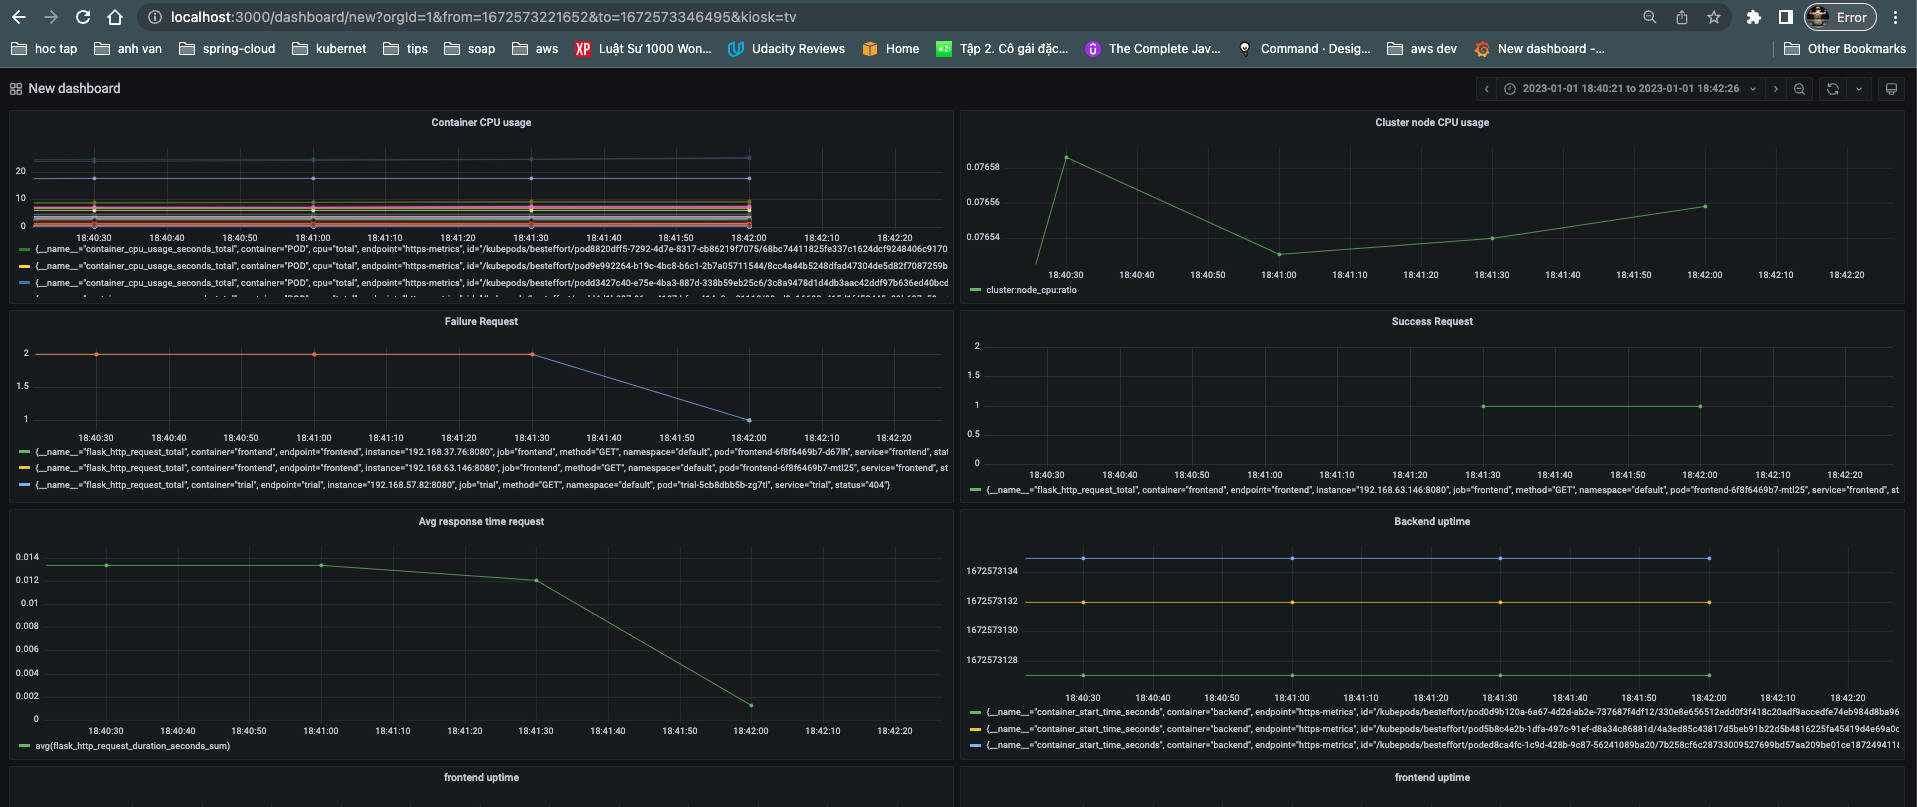 localhost:3000/dashboard/new?orgId=1&from=1672573221652&to=1672573346495&kiosk=tv
Error
hoc tap
anh van
spring-cloud
kubernet
tips
soap
aws
XP Luật Sư 1000 Won...
Udacity Reviews
Home
Tập 2. Cô gái đặc...
The Complete Jav...
Command · Desig...
aws dev
New dashboard -...
Other Bookmarks
New dashboard
2023-01-01 18:40:21 to 2023-01-01 18:42:26
Container CPU usage
20
10
0
18:40:30 18:40:40 18:40:50 18:41:00 18:41:10 18:41:20 18:41:30 18:41:40 18:41:50 18:42:00 18:42:10 18:42:20
{__name__="container_cpu_usage_seconds_total", container="POD", cpu="total", endpoint="https-metrics", id="/kubepods/besteffort/pod8820dff5-7292-4d7e-8317-cb86219f7075/68bc74411825fe337c1624dcf9248406c9170
{__name__="container_cpu_usage_seconds_total", container="POD", cpu="total", endpoint="https-metrics", id="/kubepods/besteffort/pod9e992264-b19c-4bc8-b6c1-2b7a05711544/8cc4a44b5248dfad47304de5d82f7087259b
{__name__="container_cpu_usage_seconds_total", container="POD", cpu="total", endpoint="https-metrics", id="/kubepods/besteffort/podd3427c40-e75e-4ba3-887d-338b59eb25c6/3c8a9478d1d4db3aac42ddf97b636ed40bcd
Cluster node CPU usage
0.07658
0.07656
0.07654
18:40:30 18:40:40 18:40:50 18:41:00 18:41:10 18:41:20 18:41:30 18:41:40 18:41:50 18:42:00 18:42:10 18:42:20
cluster:node_cpu:ratio
Failure Request
2
1.5
1
18:40:30 18:40:40 18:40:50 18:41:00 18:41:10 18:41:20 18:41:30 18:41:40 18:41:50 18:42:00 18:42:10 18:42:20
{__name__="flask_http_request_total", container="frontend", endpoint="frontend", instance="192.168.37.76:8080", job="frontend", method="GET", namespace="default", pod="frontend-6f8f6469b7-d67lh", service="frontend", stat
{__name__="flask_http_request_total", container="frontend", endpoint="frontend", instance="192.168.63.146:8080", job="frontend", method="GET", namespace="default", pod="frontend-6f8f6469b7-mtl25", service="frontend", st
{__name__="flask_http_request_total", container="trial", endpoint="trial", instance="192.168.57.82:8080", job="trial", method="GET", namespace="default", pod="trial-5cb8dbb5b-zg7tl", service="trial", status="404"}
Success Request
2
1.5
1
0.5
0
18:40:30 18:40:40 18:40:50 18:41:00 18:41:10 18:41:20 18:41:30 18:41:40 18:41:50 18:42:00 18:42:10 18:42:20
{__name__="flask_http_request_total", container="frontend", endpoint="frontend", instance="192.168.63.146:8080", job="frontend", method="GET", namespace="default", pod="frontend-6f8f6469b7-mtl25", service="frontend", st
Avg response time request
0.014
0.012
0.01
0.008
0.006
0.004
0.002
0
18:40:30 18:40:40 18:40:50 18:41:00 18:41:10 18:41:20 18:41:30 18:41:40 18:41:50 18:42:00 18:42:10 18:42:20
avg(flask_http_request_duration_seconds_sum)
Backend uptime
1672573134
1672573132
1672573130
1672573128
18:40:30 18:40:40 18:40:50 18:41:00 18:41:10 18:41:20 18:41:30 18:41:40 18:41:50 18:42:00 18:42:10 18:42:20
{__name__="container_start_time_seconds", container="backend", endpoint="https-metrics", id="/kubepods/besteffort/pod0d9b120a-6a67-4d2d-ab2e-737687f4df12/330e8e656512edd0f3f418c20adf9accedfe74eb984d8ba96
{__name__="container_start_time_seconds", container="backend", endpoint="https-metrics", id="/kubepods/besteffort/pod5b8c4e2b-1dfa-497c-91ef-d8a34c86881d/4a3ed85c43817d5beb91b22d5b4816225fa45419d4e69a0c
{__name__="container_start_time_seconds", container="backend", endpoint="https-metrics", id="/kubepods/besteffort/poded8ca4fc-1c9d-428b-9c87-56241089ba20/7b258cf6c28733009527699bd57aa209be01ce1872494118
frontend uptime
frontend uptime